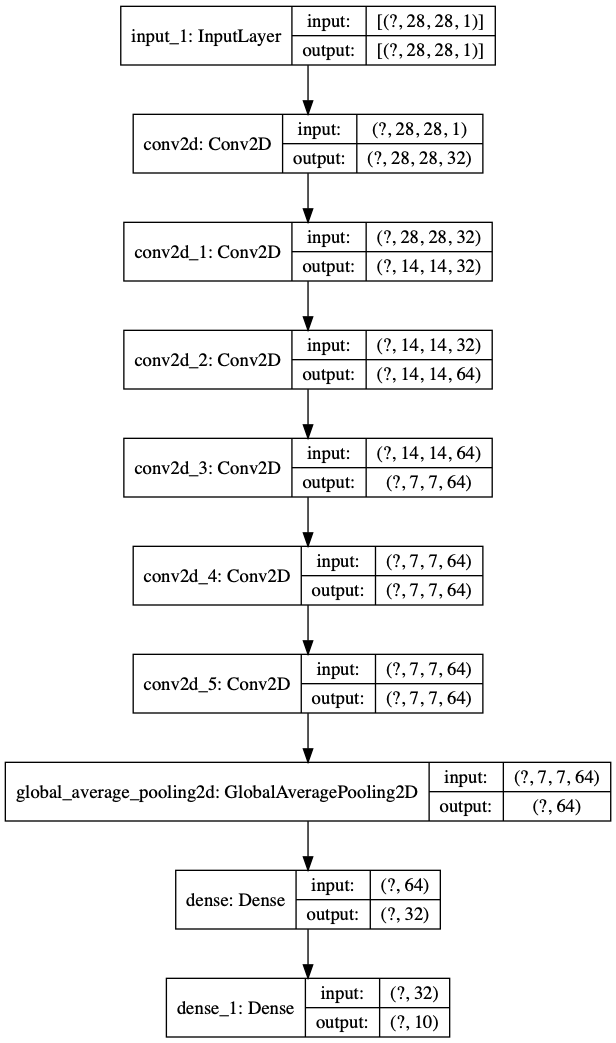 input_1: InputLayer
input: [(?, 28, 28, 1)]
output: [(?, 28, 28, 1)]
conv2d: Conv2D
input: (?, 28, 28, 1)
output: (?, 28, 28, 32)
conv2d_1: Conv2D
input: (?, 28, 28, 32)
output: (?, 14, 14, 32)
conv2d_2: Conv2D
input: (?, 14, 14, 32)
output: (?, 14, 14, 64)
conv2d_3: Conv2D
input: (?, 14, 14, 64)
output: (?, 7, 7, 64)
conv2d_4: Conv2D
input: (?, 7, 7, 64)
output: (?, 7, 7, 64)
conv2d_5: Conv2D
input: (?, 7, 7, 64)
output: (?, 7, 7, 64)
global_average_pooling2d: GlobalAveragePooling2D
input: (?, 7, 7, 64)
output: (?, 64)
dense: Dense
input: (?, 64)
output: (?, 32)
dense_1: Dense
input: (?, 32)
output: (?, 10)